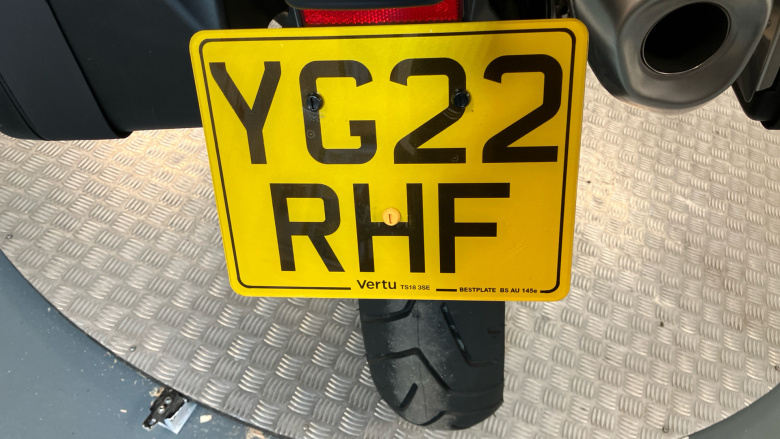 YG22
RHF
Vertu TS18 3SE BESTPLATE BS AU 145e